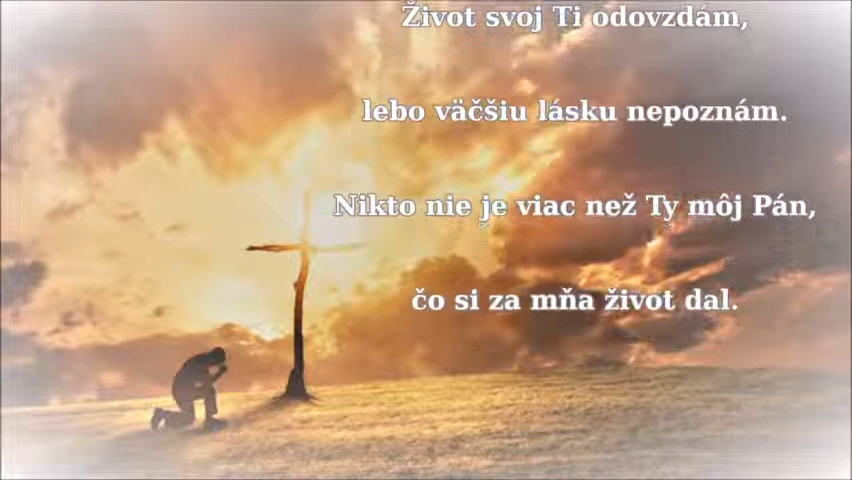 Život svoj Ti odovzdám,
lebo väčšiu lásku nepoznám.
Nikto nie je viac než Ty môj Pán,
čo si za mňa život dal.